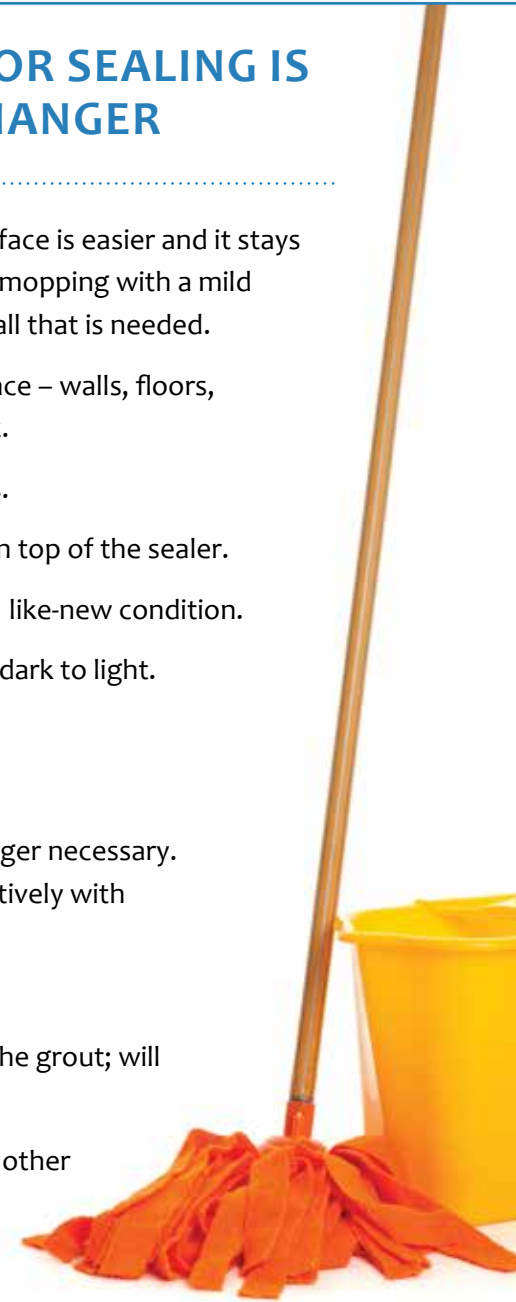 OR SEALING IS
HANGER
face is easier and it stays
mopping with a mild
all that is needed.
ace – walls, floors,
.
.
n top of the sealer.
like-new condition.
dark to light.
ger necessary.
tively with
he grout; will
other